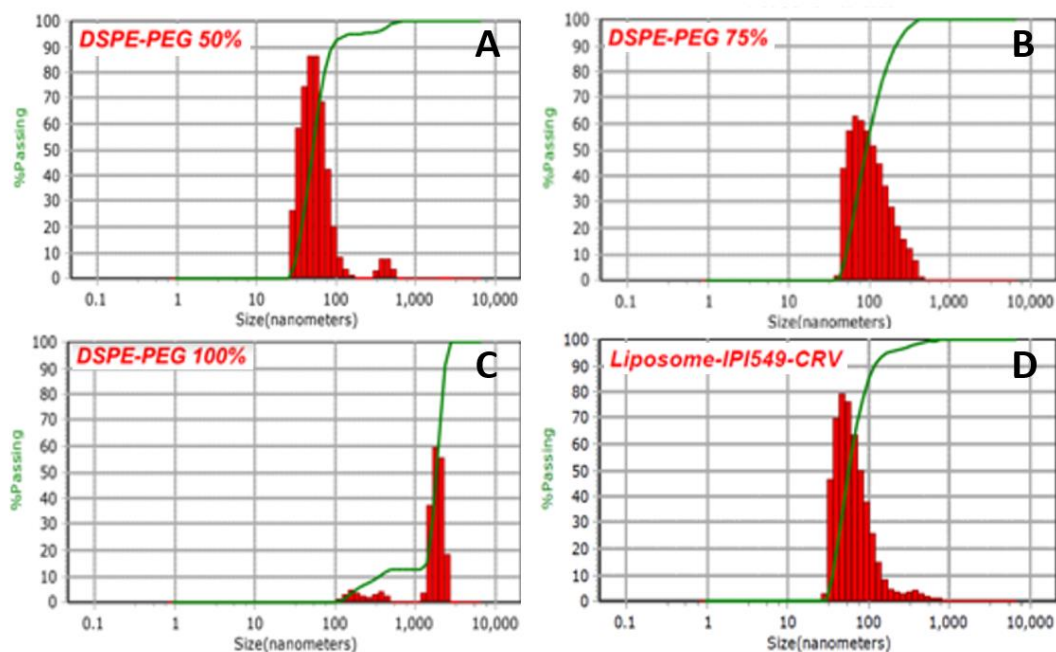 DSPE-PEG 50%
A
%Passing
100
90
80
70
60
50
40
30
20
10
0
0.1 1 10 100 1,000 10,000
Size(nanometers)
DSPE-PEG 75%
B
%Passing
100
90
80
70
60
50
40
30
20
10
0
0.1 1 10 100 1,000 10,000
Size(nanometers)
DSPE-PEG 100%
C
%Passing
100
90
80
70
60
50
40
30
20
10
0
0.1 1 10 100 1,000 10,000
Size(nanometers)
Liposome-IPI549-CRV
D
%Passing
100
90
80
70
60
50
40
30
20
10
0
0.1 1 10 100 1,000 10,000
Size(nanometers)